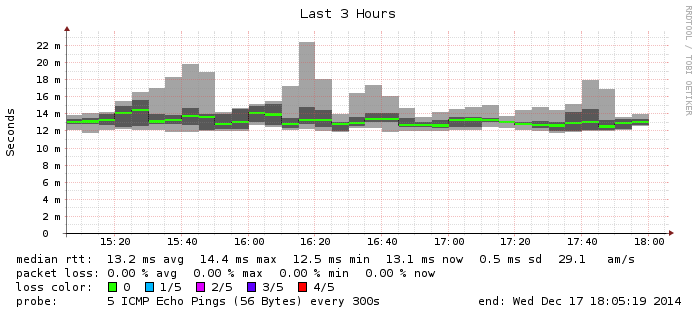 Last 3 Hours
RRDTOOL / TOBI OETIKER
Seconds
22 m
20 m
18 m
16 m
14 m
12 m
10 m
8 m
6 m
4 m
2 m
0
15:20 15:40 16:00 16:20 16:40 17:00 17:20 17:40 18:00
median rtt: 13.2 ms avg 14.4 ms max 12.5 ms min 13.1 ms now 0.5 ms sd 29.1 am/s
packet loss: 0.00 % avg 0.00 % max 0.00 % min 0.00 % now
loss color: 0 1/5 2/5 3/5 4/5
probe: 5 ICMP Echo Pings (56 Bytes) every 300s end: Wed Dec 17 18:05:19 2014